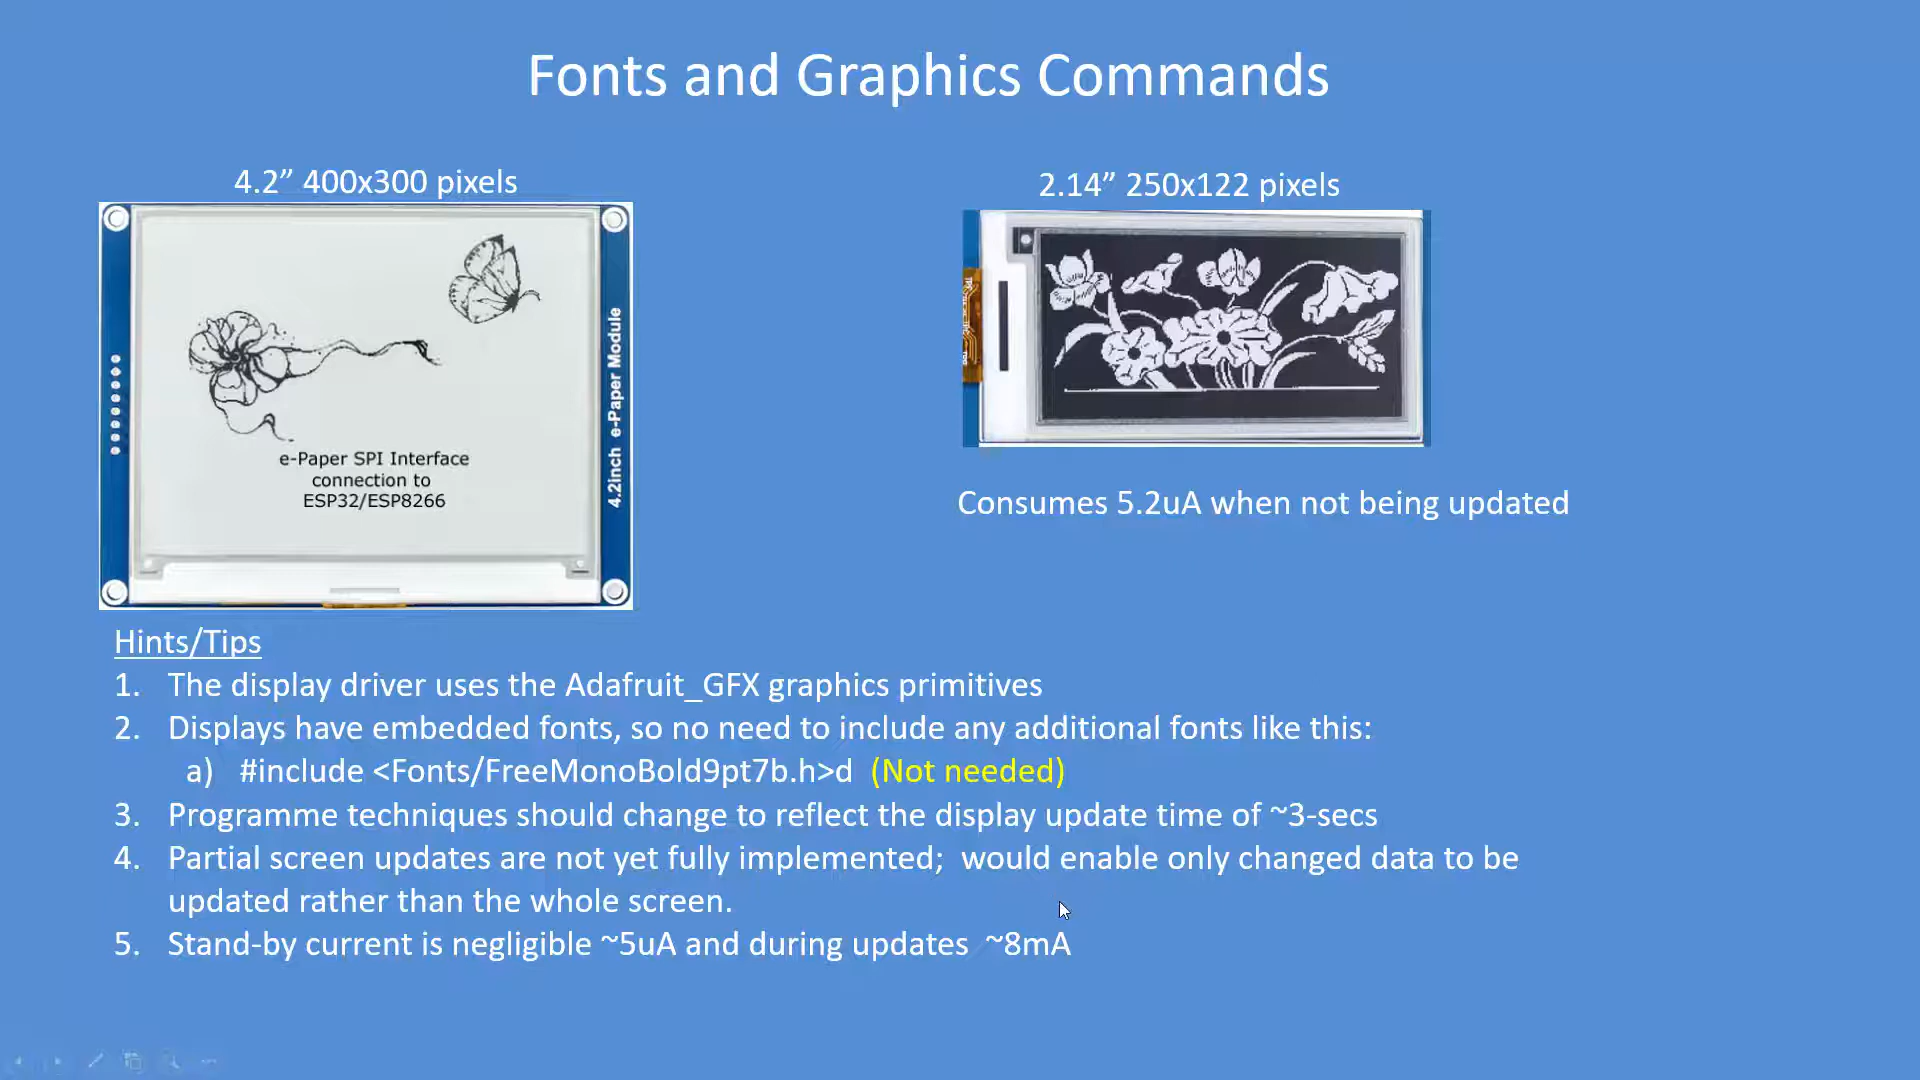 Fonts and Graphics Commands
4.2” 400x300 pixels
2.14” 250x122 pixels
e-Paper SPI Interface
connection to
ESP32/ESP8266
4.2inch e-Paper Module
Consumes 5.2uA when not being updated
Hints/Tips
1. The display driver uses the Adafruit_GFX graphics primitives
2. Displays have embedded fonts, so no need to include any additional fonts like this:
a) #include <Fonts/FreeMonoBold9pt7b.h>d (Not needed)
3. Programme techniques should change to reflect the display update time of ~3-secs
4. Partial screen updates are not yet fully implemented; would enable only changed data to be
updated rather than the whole screen.
5. Stand-by current is negligible ~5uA and during updates ~8mA